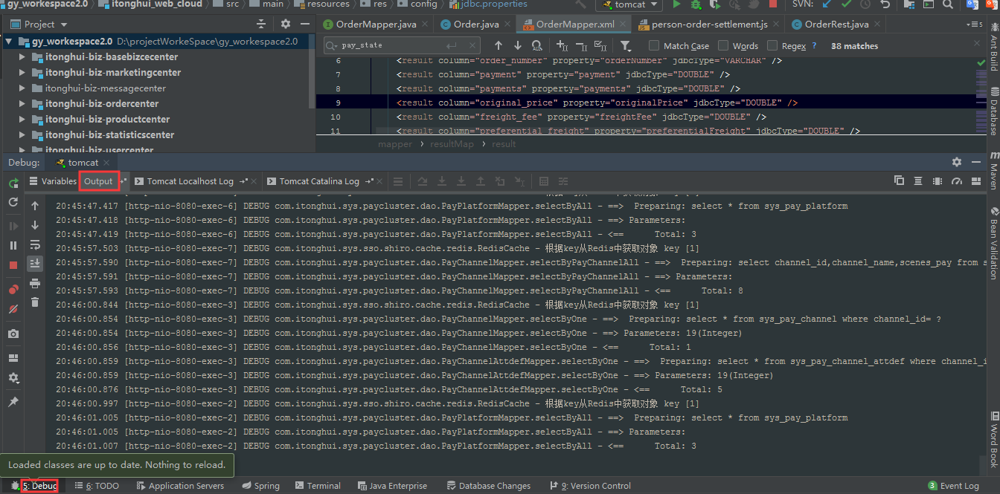 gy_workespace2.0 itonghui_web_cloud src main resources res config jdbc.properties tomcat SVN:
Project OrderMapper.java Order.java OrderMapper.xml person-order-settlement.js OrderRest.java
gy_workespace2.0 D:\projectWorkeSpace\gy_workespace2.0
itonghui-biz-basebizcecenter
itonghui-biz-marketingcenter
itonghui-biz-messagecenter
itonghui-biz-ordercenter
itonghui-biz-productcenter
itonghui-biz-statisticscenter
itonghui-biz-usercenter
pay_state Match Case Words Regex ? 38 matches
6 <result column="order_number" property="orderNumber" jdbcType="VARCHAR" />
7 <result column="payment" property="payment" jdbcType="DOUBLE" />
8 <result column="payments" property="payments" jdbcType="DOUBLE" />
9 <result column="original_price" property="originalPrice" jdbcType="DOUBLE" />
10 <result column="freight_fee" property="freightFee" jdbcType="DOUBLE" />
11 <result column="preferential_freight" property="preferentialFreight" jdbcType="DOUBLE" />
mapper resultMap result
Debug: tomcat
Variables Output Tomcat Localhost Log Tomcat Catalina Log
20:45:47.417 [http-nio-8080-exec-6] DEBUG com.itonghui.sys.paycluster.dao.PayPlatformMapper.selectByAll - ==> Preparing: select * from sys_pay_platform
20:45:47.418 [http-nio-8080-exec-6] DEBUG com.itonghui.sys.paycluster.dao.PayPlatformMapper.selectByAll - ==> Parameters:
20:45:47.419 [http-nio-8080-exec-6] DEBUG com.itonghui.sys.paycluster.dao.PayPlatformMapper.selectByAll - <== Total: 3
20:45:57.503 [http-nio-8080-exec-7] DEBUG com.itonghui.sys.sso.shiro.cache.redis.RedisCache - 根据key从Redis中获取对象 key [1]
20:45:57.590 [http-nio-8080-exec-7] DEBUG com.itonghui.sys.paycluster.dao.PayChannelMapper.selectByPayChannelAll - ==> Preparing: select channel_id,channel_name,scenes_pay from s
20:45:57.591 [http-nio-8080-exec-7] DEBUG com.itonghui.sys.paycluster.dao.PayChannelMapper.selectByPayChannelAll - ==> Parameters:
20:45:57.593 [http-nio-8080-exec-7] DEBUG com.itonghui.sys.paycluster.dao.PayChannelMapper.selectByPayChannelAll - <== Total: 8
20:46:00.844 [http-nio-8080-exec-3] DEBUG com.itonghui.sys.sso.shiro.cache.redis.RedisCache - 根据key从Redis中获取对象 key [1]
20:46:00.854 [http-nio-8080-exec-3] DEBUG com.itonghui.sys.paycluster.dao.PayChannelMapper.selectByOne - ==> Preparing: select * from sys_pay_channel where channel_id= ?
20:46:00.854 [http-nio-8080-exec-3] DEBUG com.itonghui.sys.paycluster.dao.PayChannelMapper.selectByOne - ==> Parameters: 19(Integer)
20:46:00.856 [http-nio-8080-exec-3] DEBUG com.itonghui.sys.paycluster.dao.PayChannelMapper.selectByOne - <== Total: 1
20:46:00.859 [http-nio-8080-exec-3] DEBUG com.itonghui.sys.paycluster.dao.PayChannelAttdefMapper.selectByOne - ==> Preparing: select * from sys_pay_channel_attdef where channel_i
20:46:00.859 [http-nio-8080-exec-3] DEBUG com.itonghui.sys.paycluster.dao.PayChannelAttdefMapper.selectByOne - ==> Parameters: 19(Integer)
20:46:00.876 [http-nio-8080-exec-3] DEBUG com.itonghui.sys.paycluster.dao.PayChannelAttdefMapper.selectByOne - <== Total: 5
20:46:00.997 [http-nio-8080-exec-2] DEBUG com.itonghui.sys.sso.shiro.cache.redis.RedisCache - 根据key从Redis中获取对象 key [1]
20:46:01.005 [http-nio-8080-exec-2] DEBUG com.itonghui.sys.paycluster.dao.PayPlatformMapper.selectByAll - ==> Preparing: select * from sys_pay_platform
20:46:01.005 [http-nio-8080-exec-2] DEBUG com.itonghui.sys.paycluster.dao.PayPlatformMapper.selectByAll - ==> Parameters:
20:46:01.007 [http-nio-8080-exec-2] DEBUG com.itonghui.sys.paycluster.dao.PayPlatformMapper.selectByAll - <== Total: 3
Loaded classes are up to date. Nothing to reload.
5: Debug 6: TODO Application Servers Spring Terminal Java Enterprise Database Changes 9: Version Control 3 Event Log
Ant Build
Database
Maven
Bean Validation
Word Book